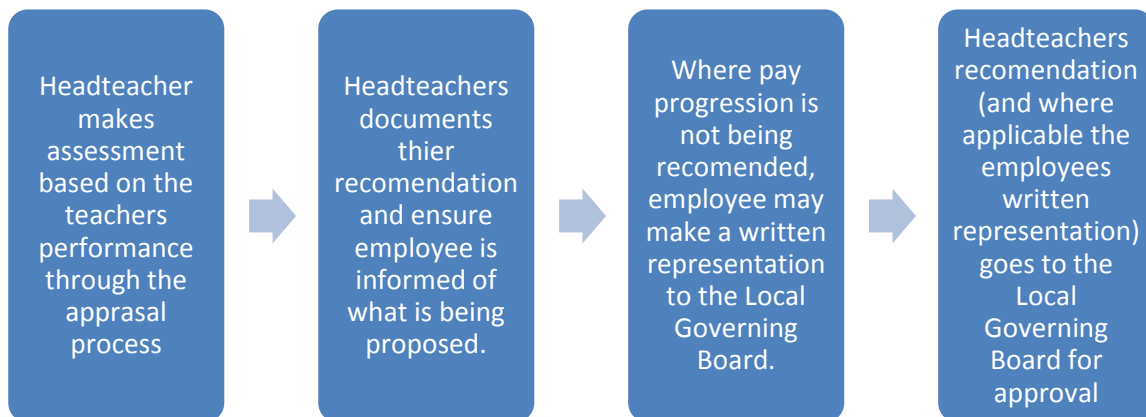 Headteacher
makes
assessment
based on the
teachers
performance
through the
apprasal
process
Headteachers
documents
thier
recomendation
and ensure
employee is
informed of
what is being
proposed.
Where pay
progression is
not being
recomended,
employee may
make a written
representation
to the Local
Governing
Board.
Headteachers
recomendation
(and where
applicable the
employees
written
representation)
goes to the
Local
Governing
Board for
approval